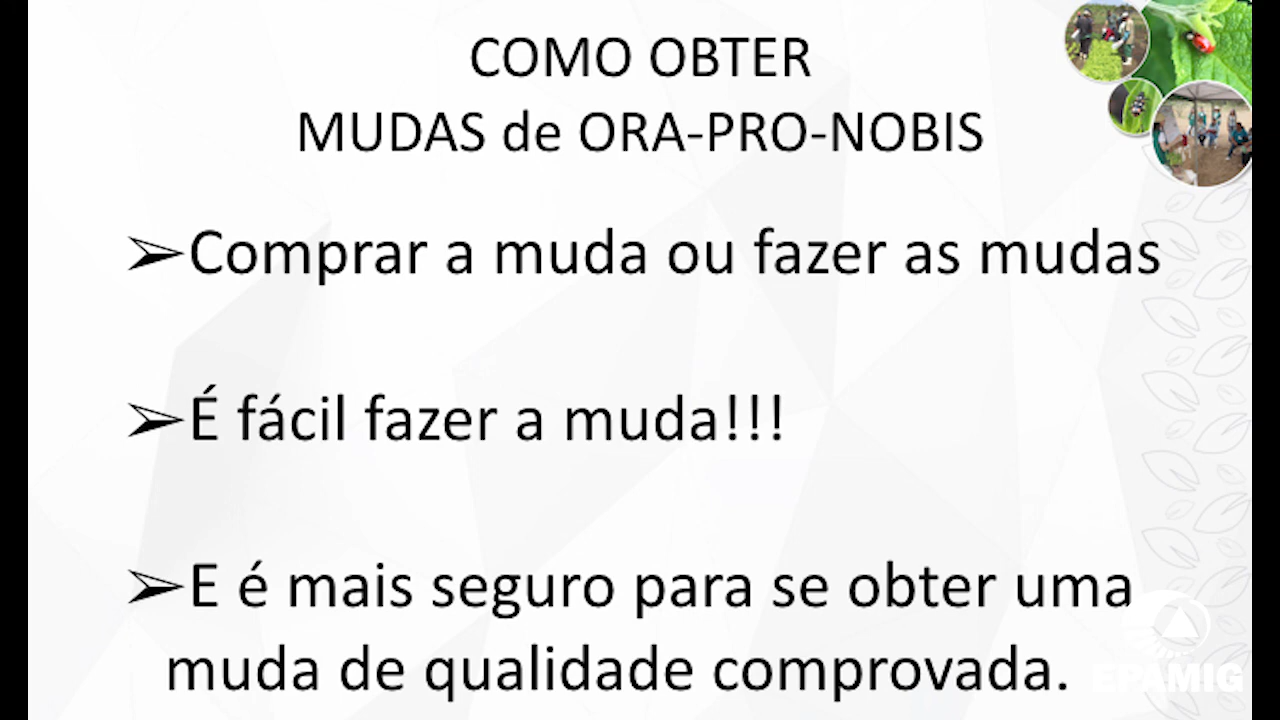 COMO OBTER
MUDAS de ORA-PRO-NOBIS
➢Comprar a muda ou fazer as mudas
➢É fácil fazer a muda!!!
➢E é mais seguro para se obter uma
muda de qualidade comprovada.
EPAMIG